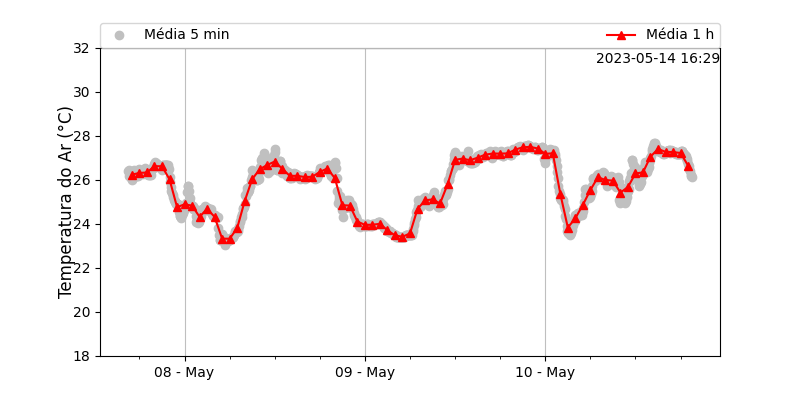 Média 5 min
Média 1 h
2023-05-14 16:29
Temperatura do Ar (°C)
32
30
28
26
24
22
20
18
08 - May
09 - May
10 - May